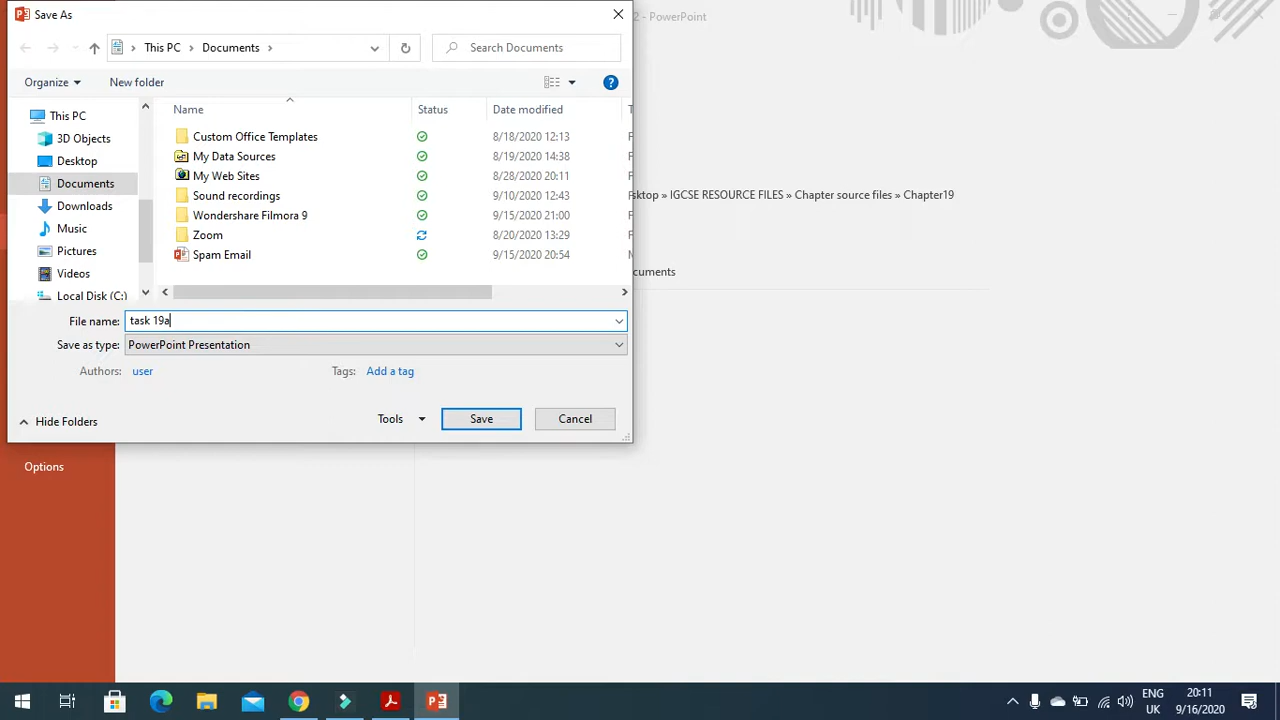 Save As
2 - PowerPoint
This PC
Documents
Search Documents
Organize
New folder
?
This PC
3D Objects
Desktop
Documents
Downloads
Music
Pictures
Videos
Local Disk (C:)
Name
Status
Date modified
Custom Office Templates
8/18/2020 12:13
My Data Sources
8/19/2020 14:38
My Web Sites
8/28/2020 20:11
Sound recordings
9/10/2020 12:43
Wondershare Filmora 9
9/15/2020 21:00
Zoom
8/20/2020 13:29
Spam Email
9/15/2020 20:54
sktop » IGCSE RESOURCE FILES » Chapter source files » Chapter19
cuments
File name: task 19a
Save as type: PowerPoint Presentation
Authors: user
Tags: Add a tag
Hide Folders
Tools
Save
Cancel
Options
ENG
UK
20:11
9/16/2020